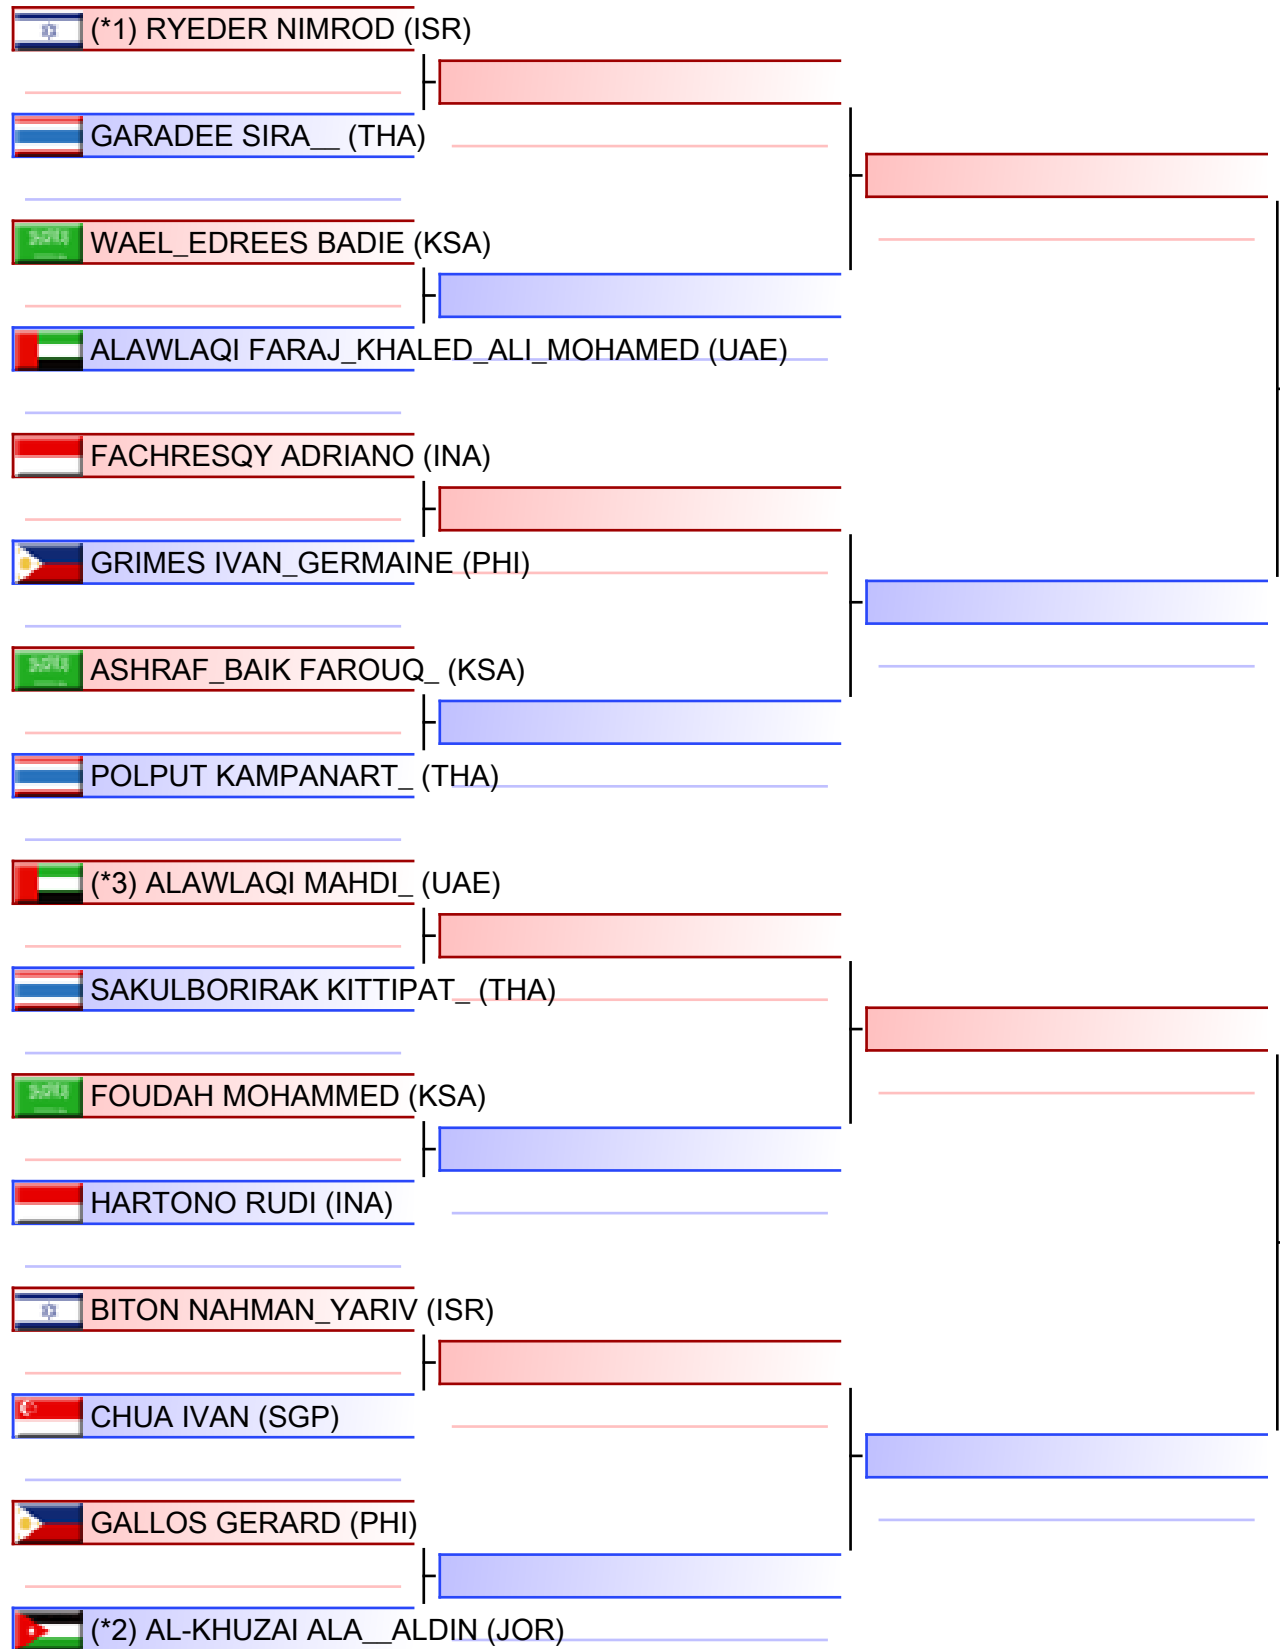 (*1) RYEDER NIMROD (ISR)
GARADEE SIRA__ (THA)
WAEL_EDREES BADIE (KSA)
ALAWLAQI FARAJ_KHALED_ALI_MOHAMED (UAE)
FACHRESQY ADRIANO (INA)
GRIMES IVAN_GERMAINE (PHI)
ASHRAF_BAIK FAROUQ_ (KSA)
POLPUT KAMPANART_ (THA)
(*3) ALAWLAQI MAHDI_ (UAE)
SAKULBORIRAK KITTIPAT_ (THA)
FOUDAH MOHAMMED (KSA)
HARTONO RUDI (INA)
BITON NAHMAN_YARIV (ISR)
CHUA IVAN (SGP)
GALLOS GERARD (PHI)
(*2) AL-KHUZAI ALA__ALDIN (JOR)